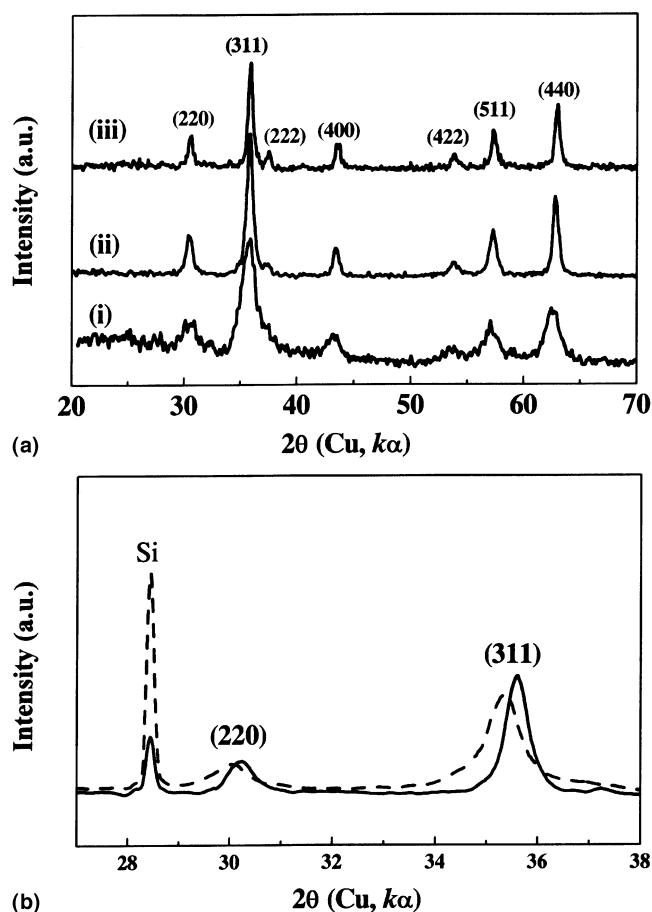 (311)
(440)
(220)
(511)
(222)
(400)
(422)
(iii)
(ii)
(i)
Intensity (a.u.)
20 30 40 50 60 70
2θ (Cu, kα)
(a)
Si
(311)
(220)
Intensity (a.u.)
28 30 32 34 36 38
2θ (Cu, kα)
(b)